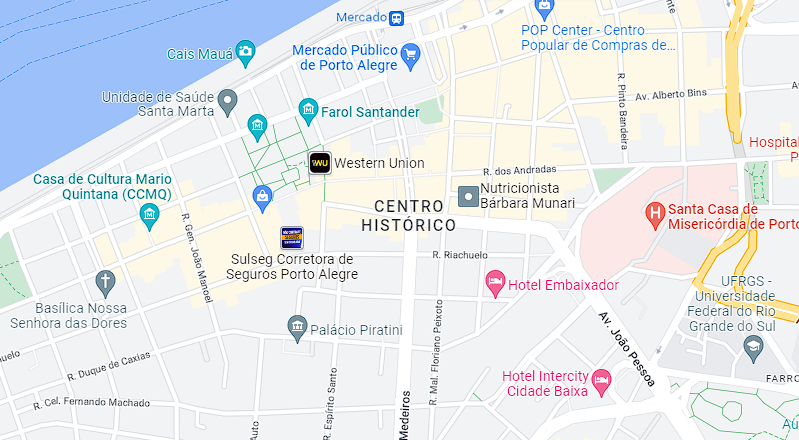 Mercado
POP Center - Centro
Popular de Compras de...
Cais Mauá
Mercado Público
de Porto Alegre
Unidade de Saúde
Santa Marta
Farol Santander
Av. Alberto Bins
R. Pinto Bandeira
Hospital
P
WU
Western Union
R. dos Andradas
Casa de Cultura Mario
Quintana (CCMQ)
Nutricionista
Bárbara Munari
CENTRO
HISTÓRICO
Santa Casa de
Misericórdia de Porto
R. Gen. João Manoel
Sulseg Corretora de
Seguros Porto Alegre
R. Riachuelo
Basílica Nossa
Senhora das Dores
Hotel Embaixador
UFRGS -
Universidade
Federal do Rio
Grande do Sul
A
Palácio Piratini
R. Mal. Floriano Peixoto
Av. João Pessoa
uelo
R. Duque de Caxias
Hotel Intercity
Cidade Baixa
FARRO
R. Cel. Fernando Machado
R. Espírito Santo
Medeiros
Auto
Au